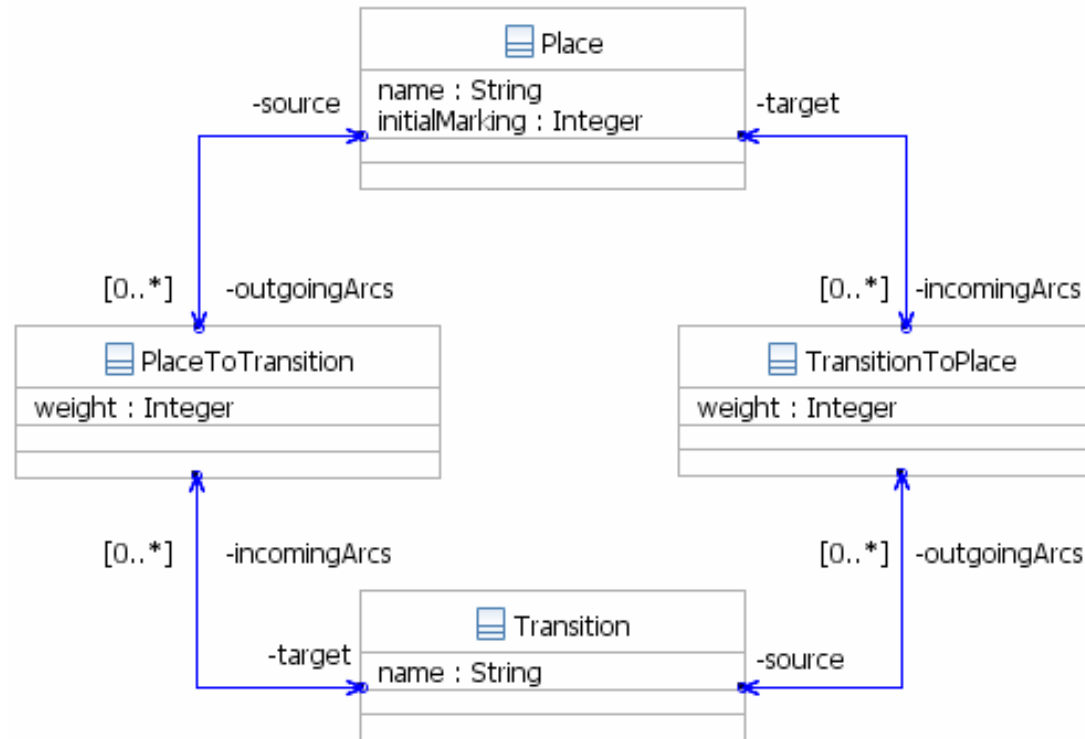 Place
name : String
initialMarking : Integer
-source
-target
[0..*]
-outgoingArcs
[0..*]
-incomingArcs
PlaceToTransition
weight : Integer
TransitionToPlace
weight : Integer
[0..*]
-incomingArcs
[0..*]
-outgoingArcs
Transition
name : String
-target
-source